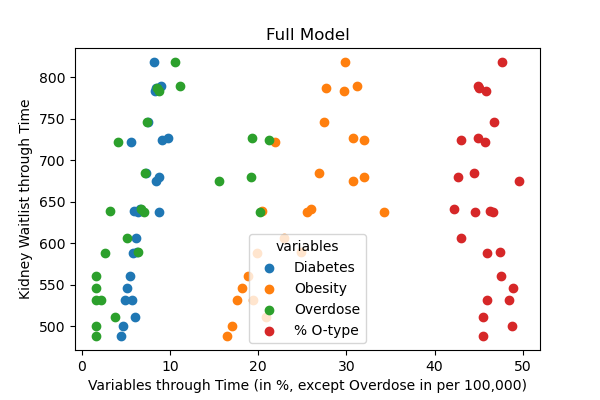 Full Model
Kidney Waitlist through Time
800
750
700
650
600
550
500
variables
Diabetes
Obesity
Overdose
% O-type
0 10 20 30 40 50
Variables through Time (in %, except Overdose in per 100,000)